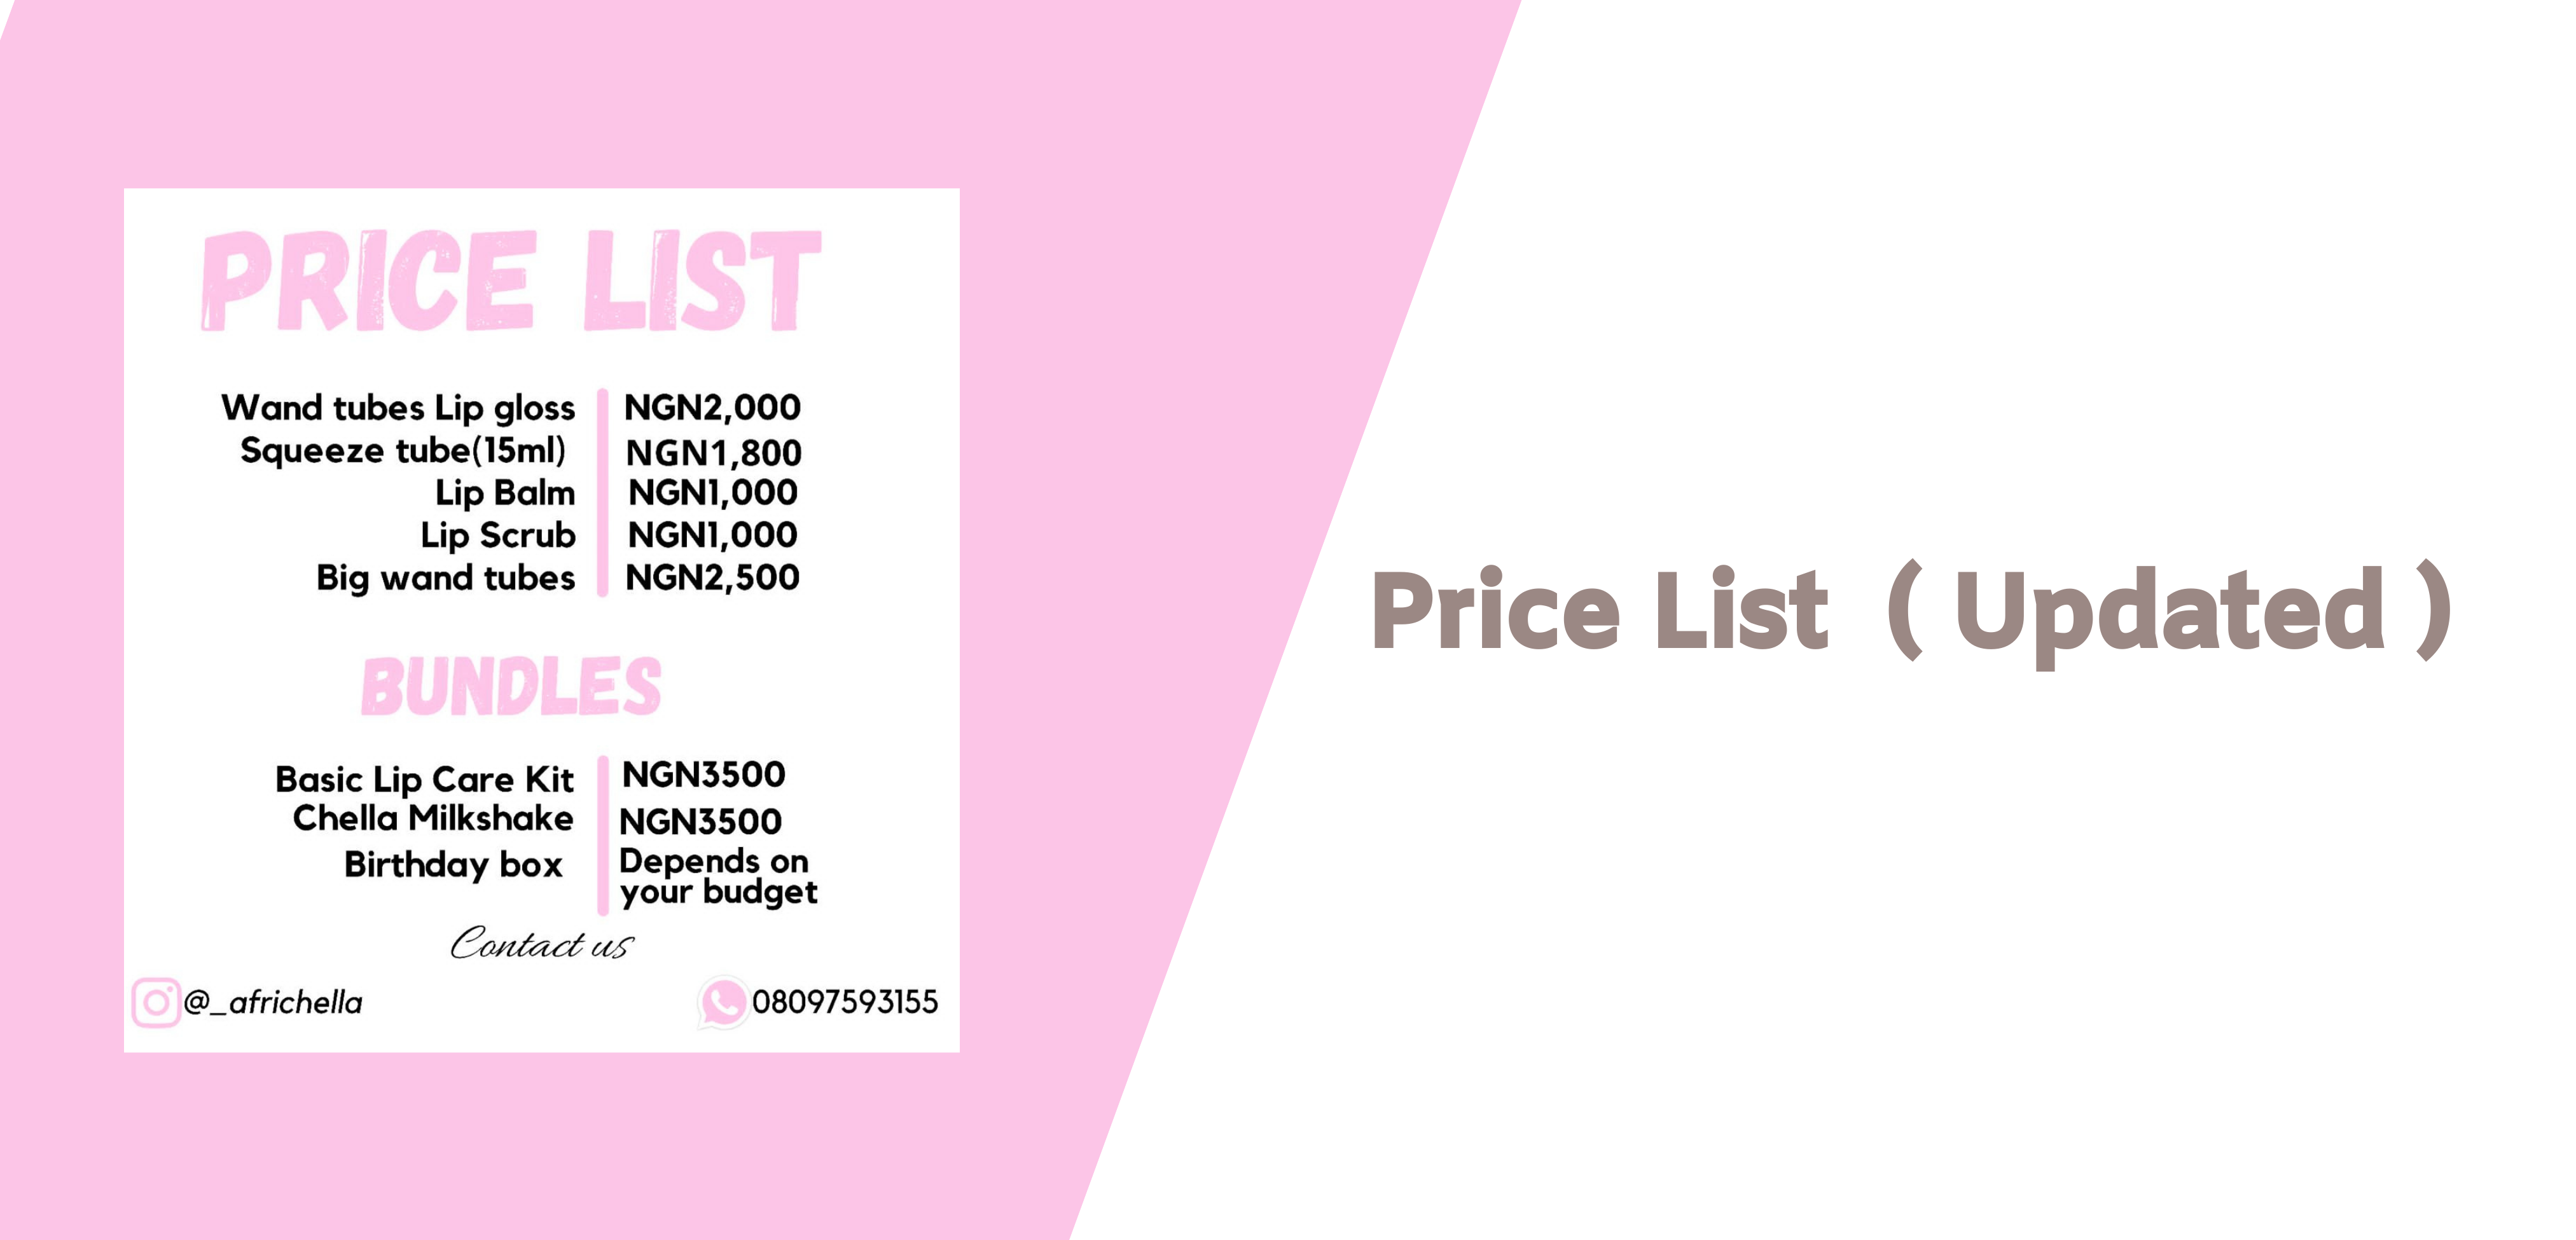 PRICE LIST
Wand tubes Lip gloss NGN2,000
Squeeze tube(15ml) NGN1,800
Lip Balm NGN1,000
Lip Scrub NGN1,000
Big wand tubes NGN2,500
BUNDLES
Basic Lip Care Kit NGN3500
Chella Milkshake NGN3500
Birthday box Depends on
your budget
Contact us
@_africhella 08097593155
Price List ( Updated )